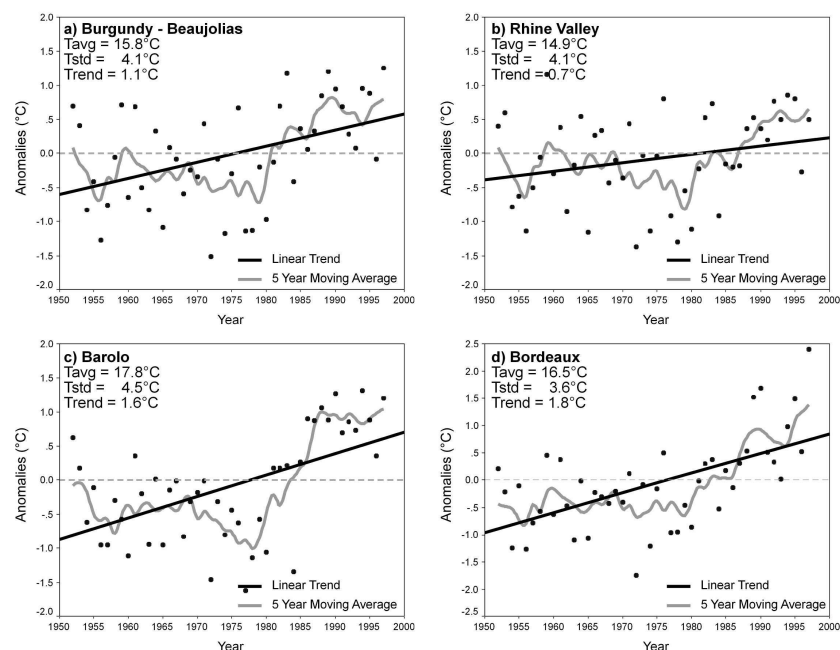 a) Burgundy - Beaujolias
Tavg = 15.8°C
Tstd = 4.1°C
Trend = 1.1°C
2.0
1.5
1.0
0.5
0.0
-0.5
-1.0
-1.5
-2.0
Anomalies (°C)
Linear Trend
5 Year Moving Average
1950 1955 1960 1965 1970 1975 1980 1985 1990 1995 2000
Year
b) Rhine Valley
Tavg = 14.9°C
Tstd = 4.1°C
Trend = 0.7°C
2.0
1.5
1.0
0.5
0.0
-0.5
-1.0
-1.5
-2.0
Anomalies (°C)
Linear Trend
5 Year Moving Average
1950 1955 1960 1965 1970 1975 1980 1985 1990 1995 2000
Year
c) Barolo
Tavg = 17.8°C
Tstd = 4.5°C
Trend = 1.6°C
2.0
1.5
1.0
0.5
0.0
-0.5
-1.0
-1.5
-2.0
Anomalies (°C)
Linear Trend
5 Year Moving Average
1950 1955 1960 1965 1970 1975 1980 1985 1990 1995 2000
Year
d) Bordeaux
Tavg = 16.5°C
Tstd = 3.6°C
Trend = 1.8°C
2.5
2.0
1.5
1.0
0.5
0.0
-0.5
-1.0
-1.5
-2.0
-2.5
Anomalies (°C)
Linear Trend
5 Year Moving Average
1950 1955 1960 1965 1970 1975 1980 1985 1990 1995 2000
Year